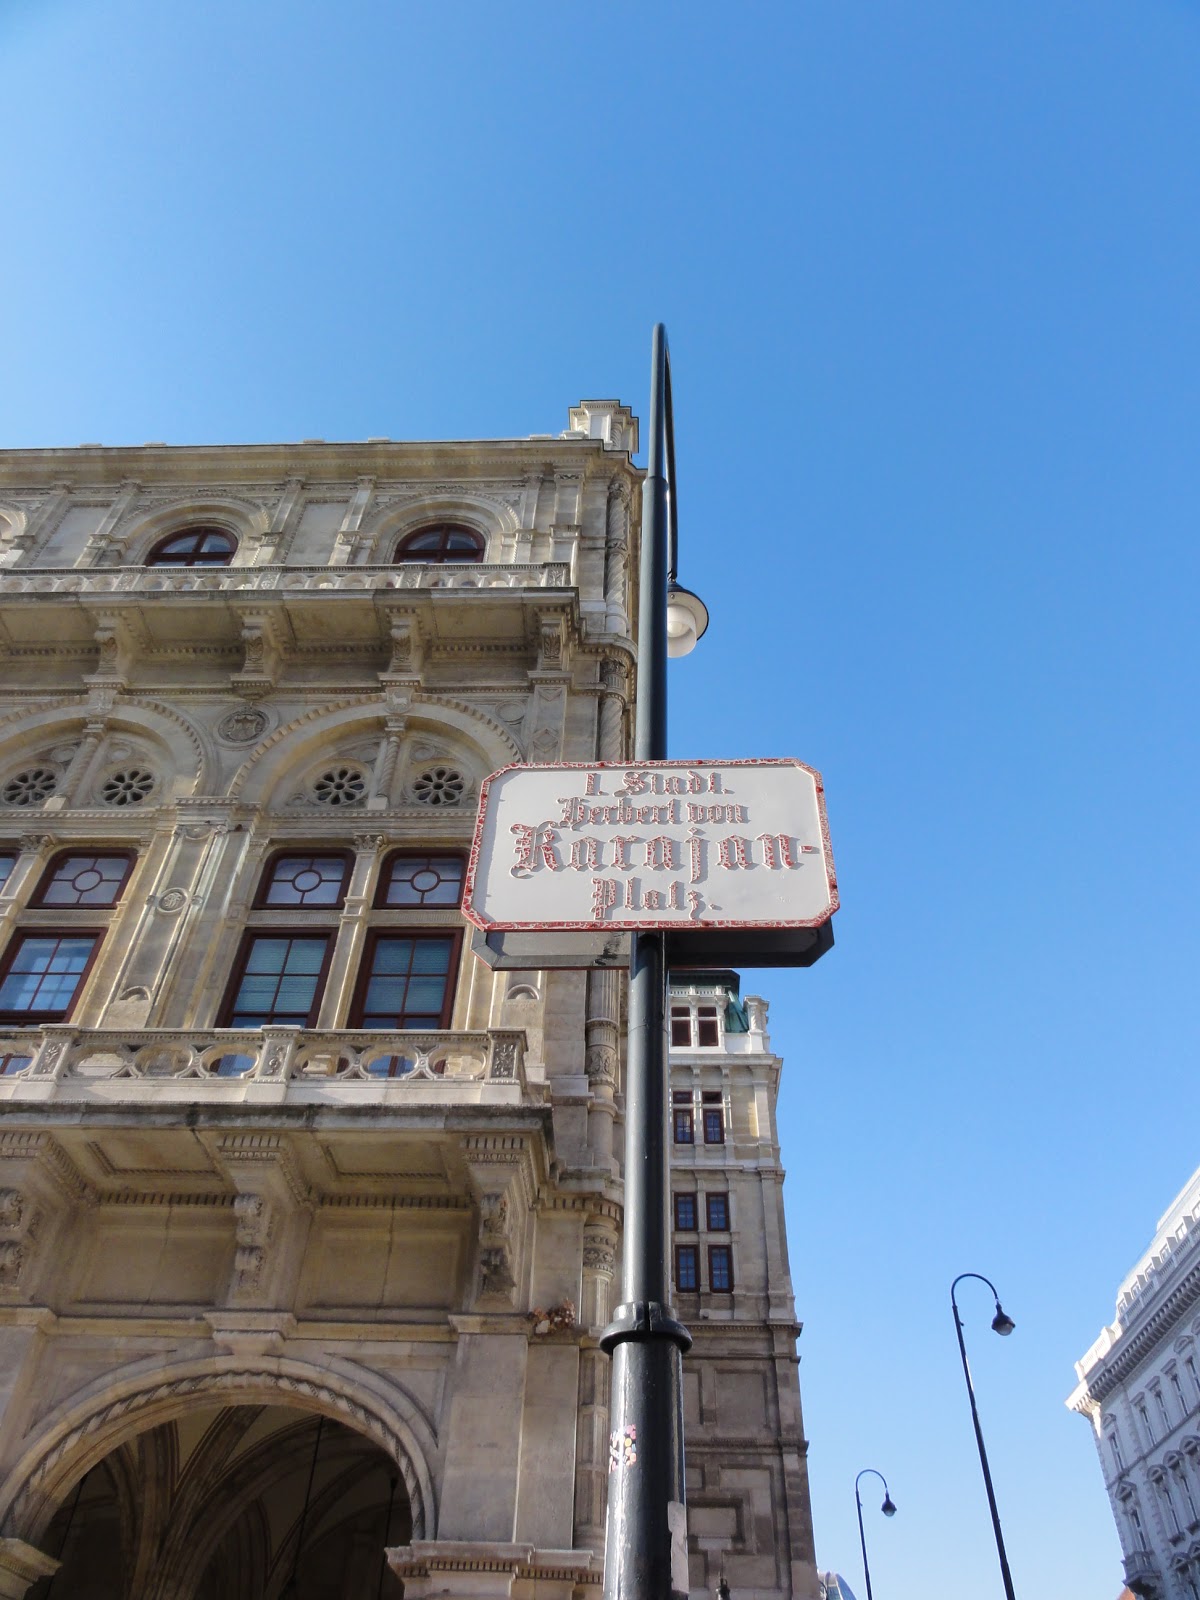 I. Stadt.
Herbert von
Karajan-
Platz.